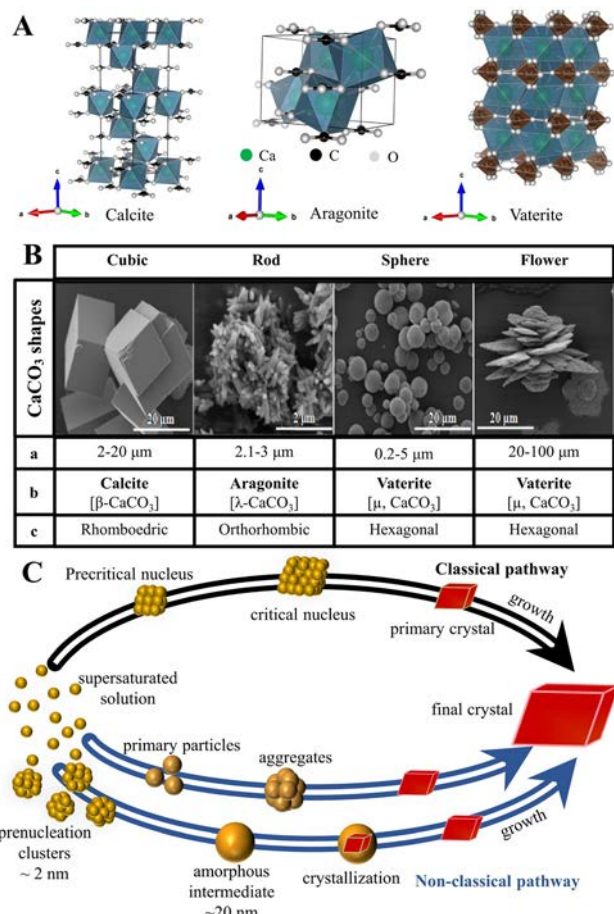 A
Ca C O
c a b Calcite
c a b Aragonite
c a b Vaterite
B
Cubic Rod Sphere Flower
CaCO₃ shapes
20 μm 2 μm 20 μm 20 μm
a 2-20 μm 2.1-3 μm 0.2-5 μm 20-100 μm
b Calcite Aragonite Vaterite Vaterite
[β-CaCO₃] [λ-CaCO₃] [μ, CaCO₃] [μ, CaCO₃]
c Rhomboedric Orthorhombic Hexagonal Hexagonal
C
Precritical nucleus
Classical pathway
critical nucleus
growth
primary crystal
supersaturated
solution
final crystal
primary particles
aggregates
prenucleation
clusters
~ 2 nm
amorphous
intermediate
~20 nm
crystallization
growth
Non-classical pathway